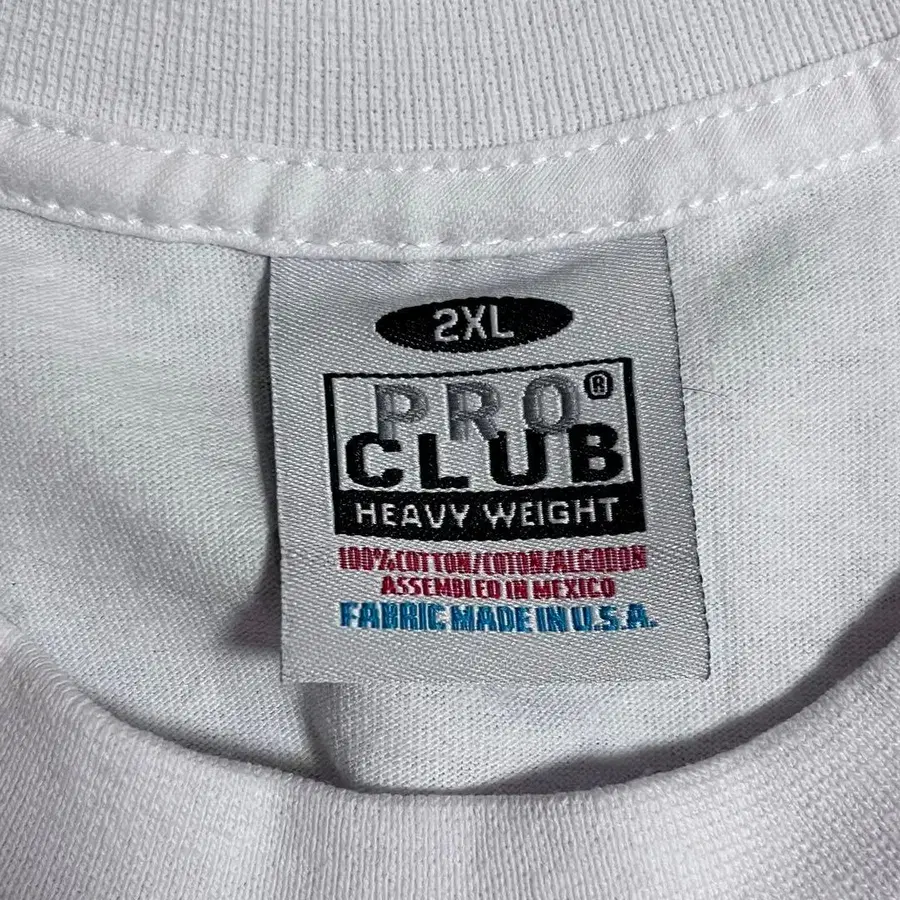 2XL
PRO®
CLUB
HEAVY WEIGHT
100%COTTON/COTON/ALGODON
ASSEMBLED IN MEXICO
FABRIC MADE IN U.S.A.